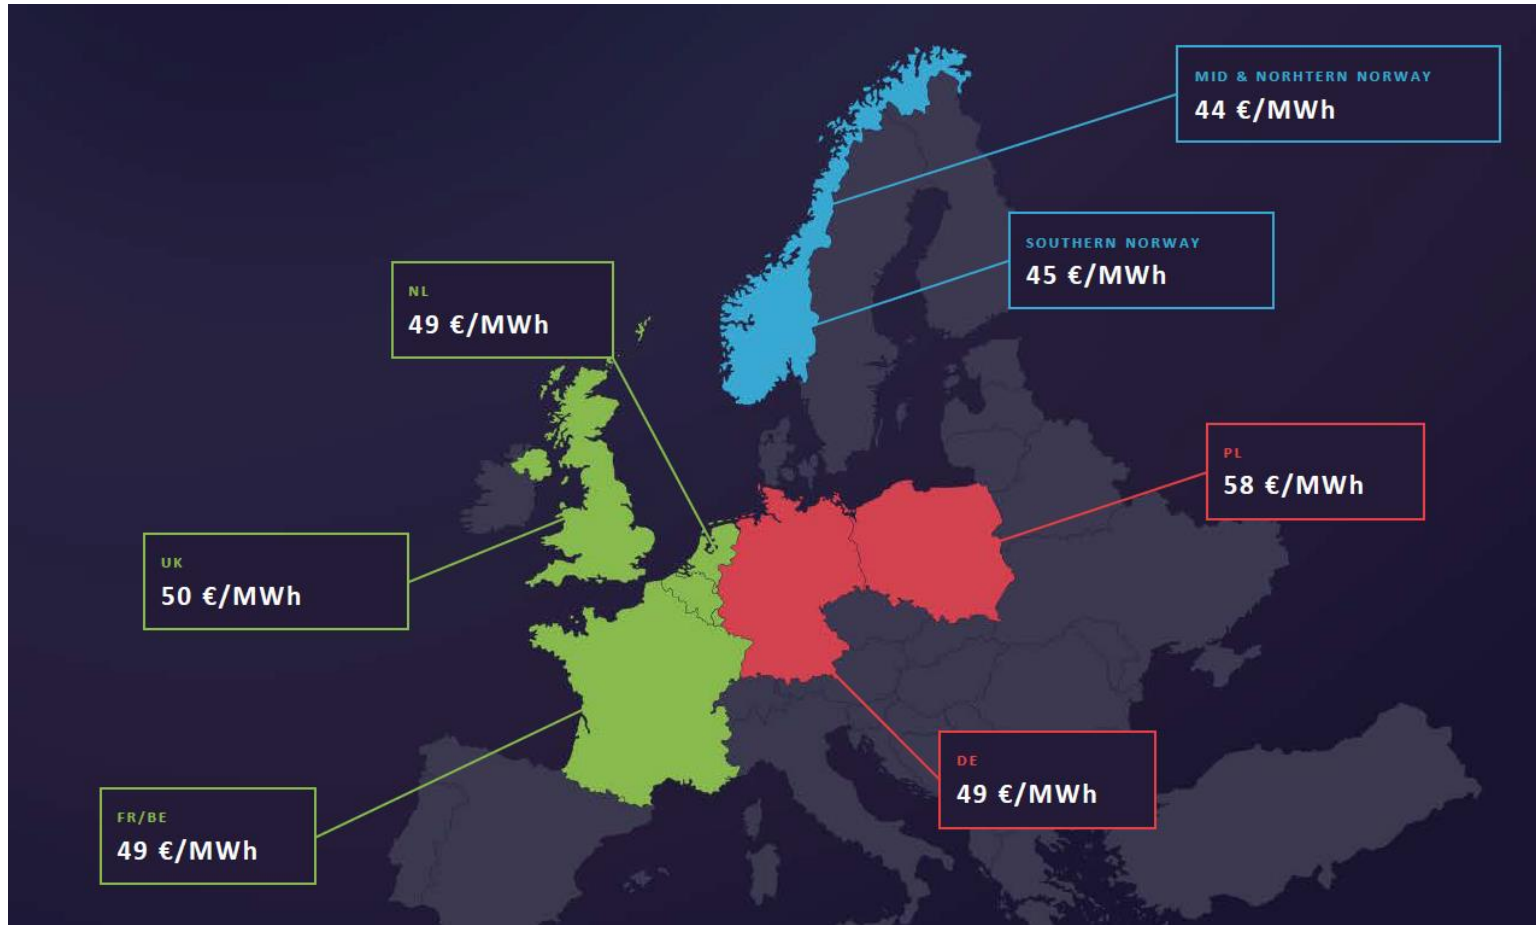 MID & NORHTERN NORWAY
44 €/MWh
SOUTHERN NORWAY
45 €/MWh
NL
49 €/MWh
PL
58 €/MWh
UK
50 €/MWh
DE
49 €/MWh
FR/BE
49 €/MWh